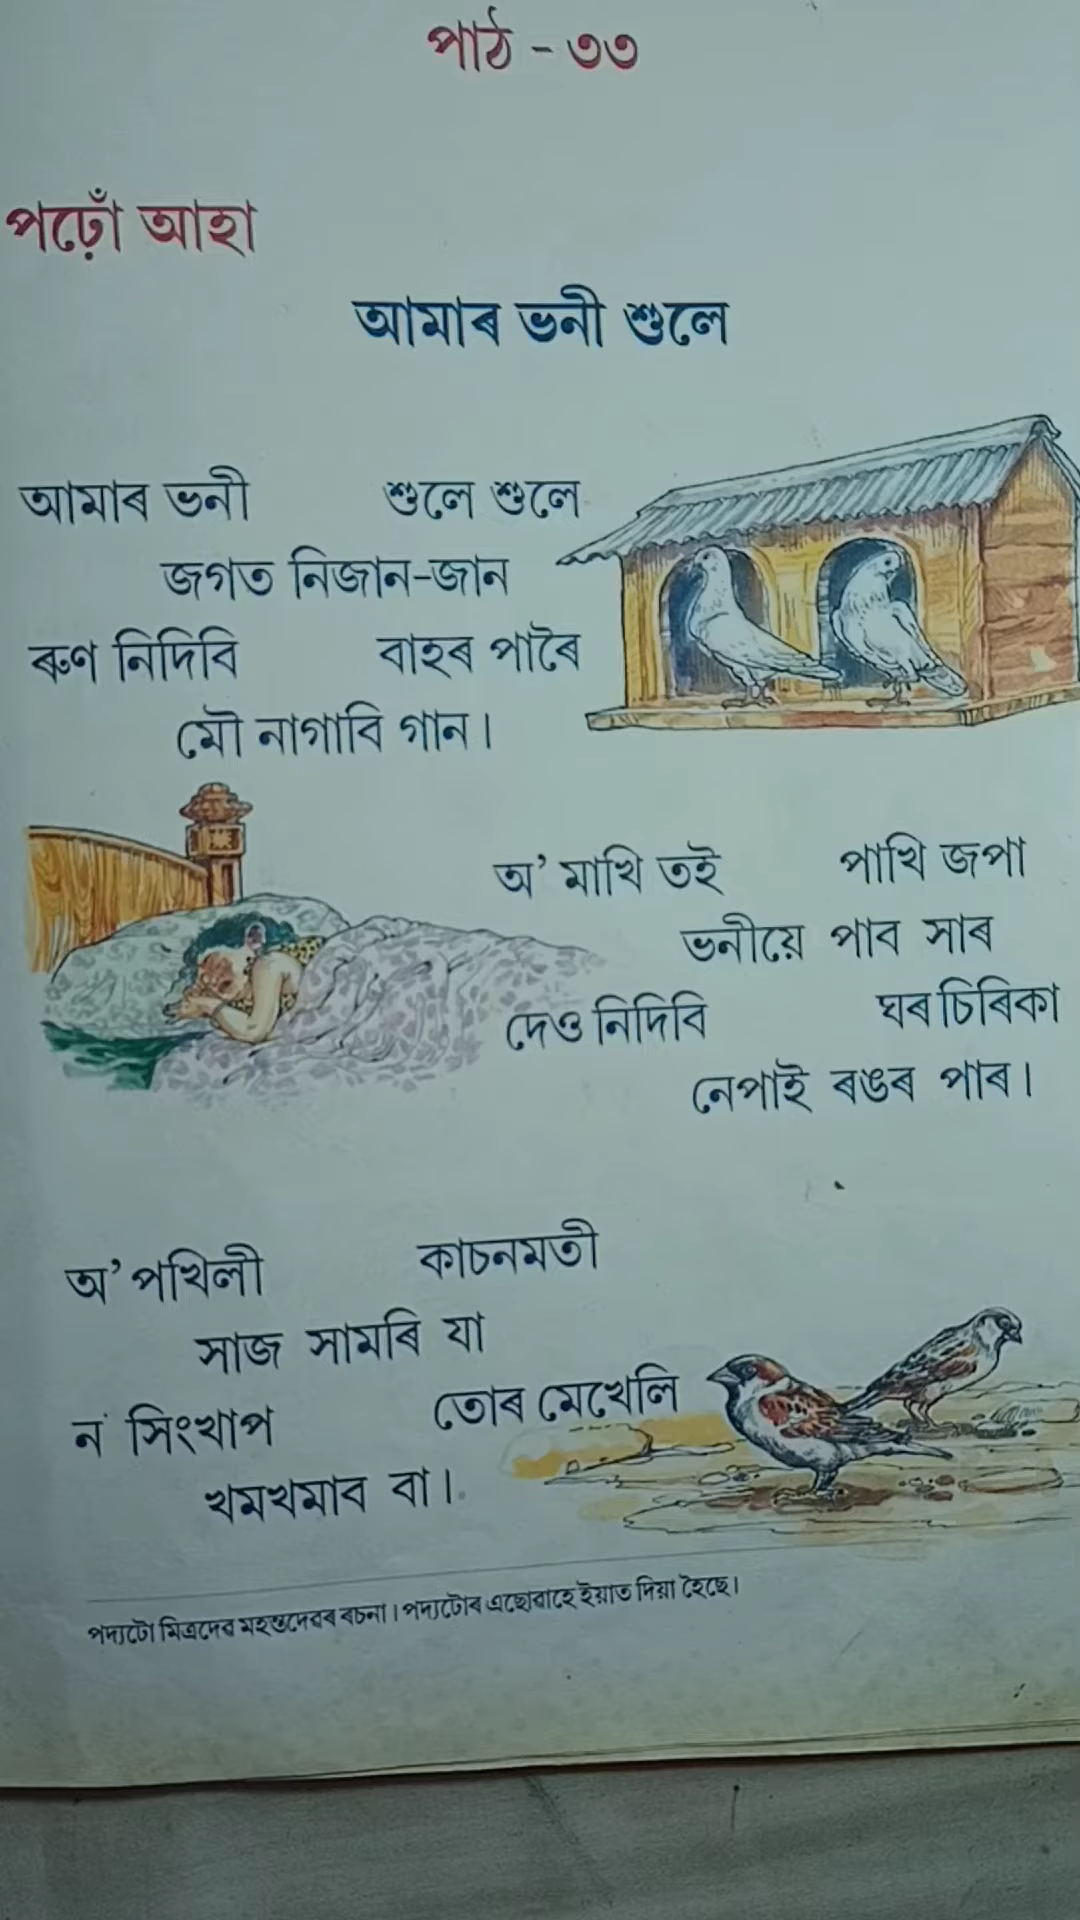 পাঠ - ৩৩
পঢ়োঁ আহা
আমাৰ ভনী শুলে
আমাৰ ভনী শুলে শুলে
জগত নিজান-জান
ৰুণ নিদিবি বাহৰ পাৰৈ
মৌ নাগাবি গান।
অ’ মাখি তই পাখি জপা
ভনীয়ে পাব সাৰ
দেও নিদিবি ঘৰ চিৰিকা
নেপাই ৰঙৰ পাৰ।
অ’ পখিলী কাচনমতী
সাজ সামৰি যা
ন সিংখাপ তোৰ মেখেলি
খমখমাব বা।
পদ্যটো মিত্ৰদেৱ মহন্তদেৱৰ ৰচনা। পদ্যটোৰ এছোৱাহে ইয়াত দিয়া হৈছে।